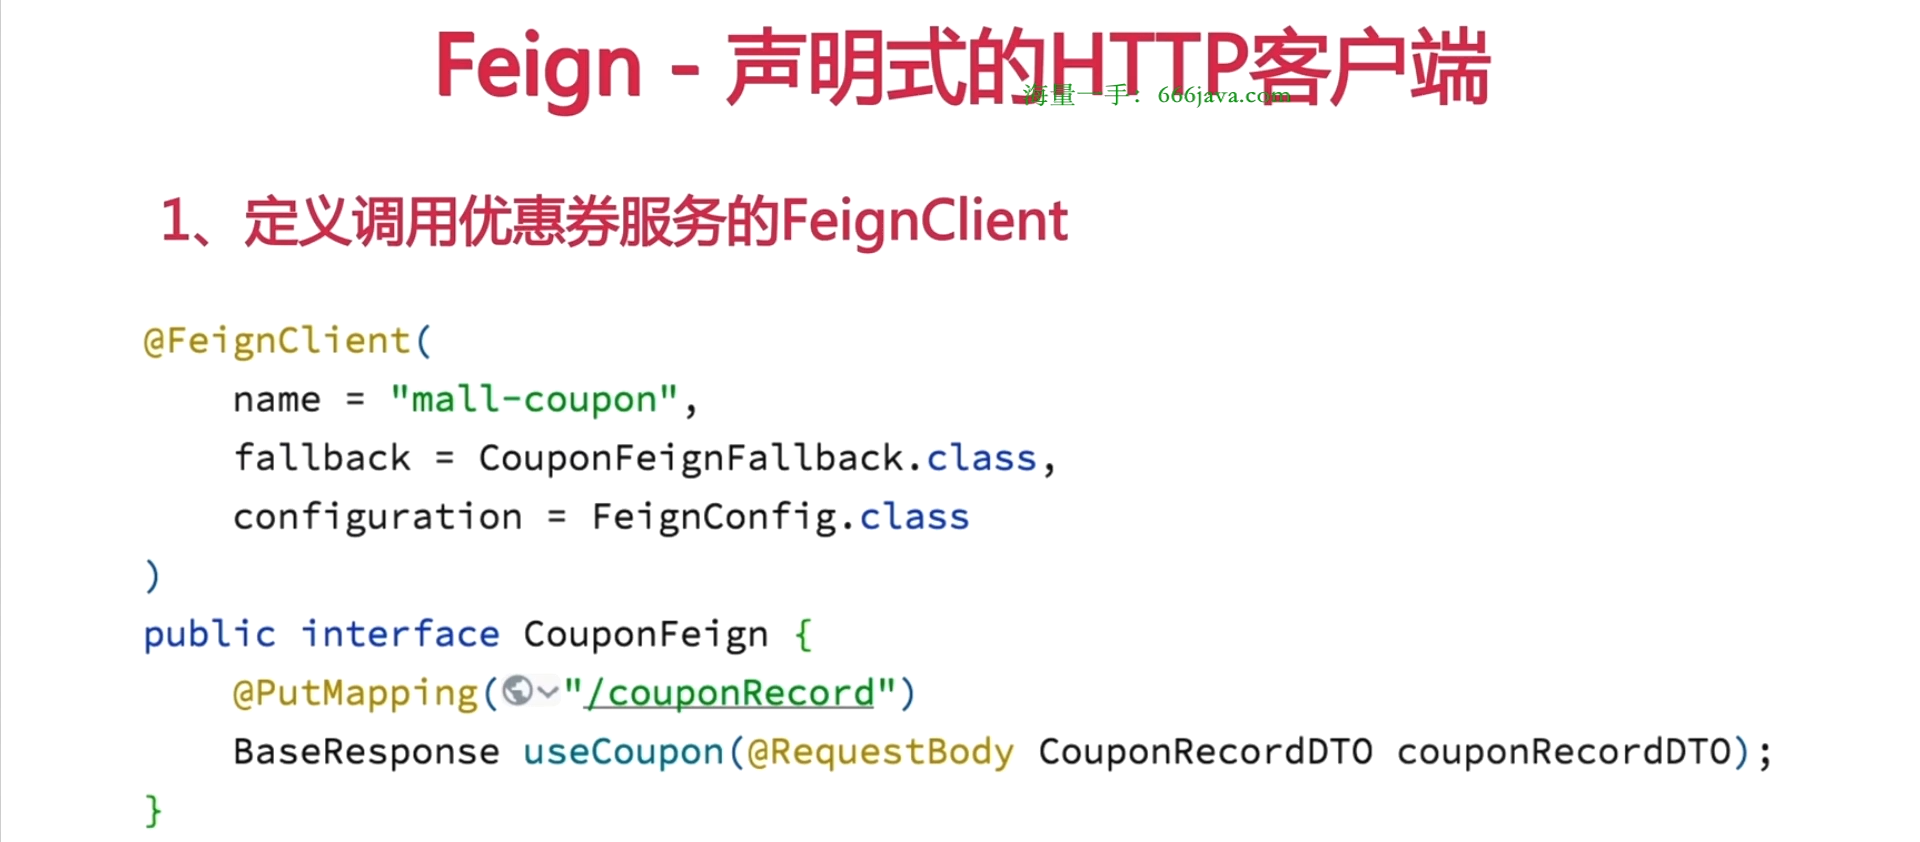 Feign - 声明式的HTTP客户端
海量一手：666java.com
1、定义调用优惠券服务的FeignClient
@FeignClient(
    name = "mall-coupon",
    fallback = CouponFeignFallback.class,
    configuration = FeignConfig.class
)
public interface CouponFeign {
    @PutMapping("/couponRecord")
    BaseResponse useCoupon(@RequestBody CouponRecordDTO couponRecordDTO);
}